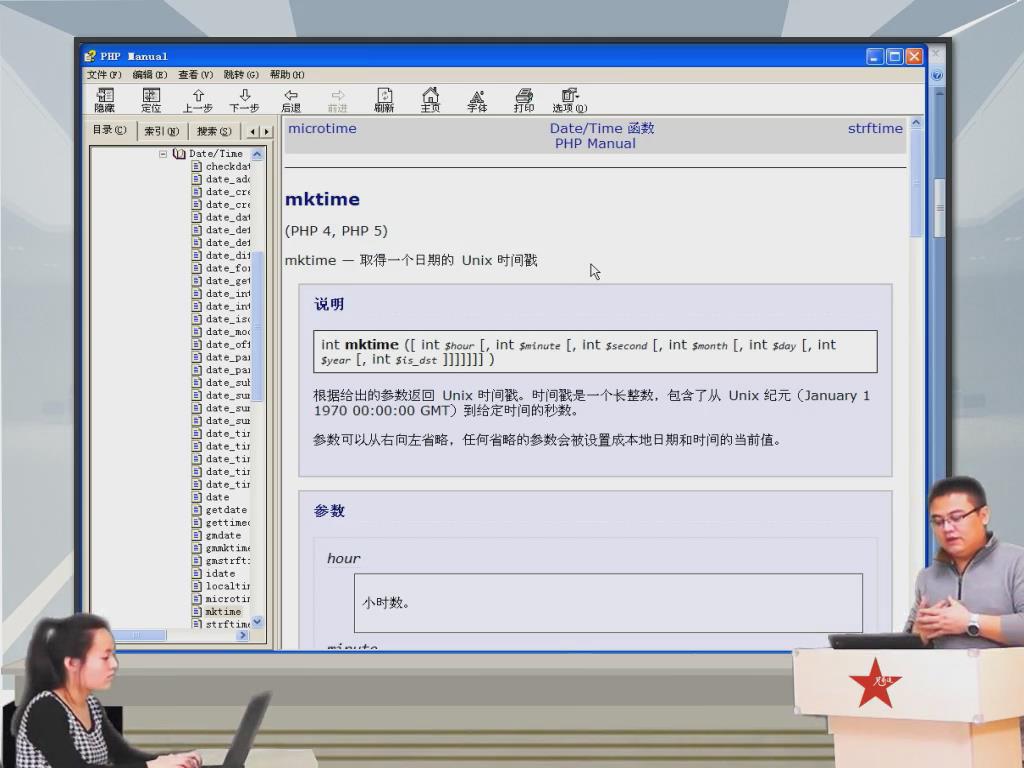 PHP Manual
文件(F) 编辑(E) 查看(V) 跳转(G) 帮助(H)
隐藏 定位 上一步 下一步 后退 前进 刷新 主页 字体 打印 选项(O)
目录(C) 索引(N) 搜索(S)
Date/Time
checkdat
date_add
date_cre
date_cre
date_dat
date_def
date_def
date_dif
date_for
date_get
date_int
date_int
date_iso
date_mod
date_off
date_par
date_par
date_sub
date_sun
date_sun
date_sun
date_tim
date_tim
date_tim
date_tim
date_tim
date
getdate
gettimeo
gmdate
gmmktime
gmstrfti
idate
localtim
microtim
mktime
strftime
microtime Date/Time 函数 strftime
PHP Manual
mktime
(PHP 4, PHP 5)
mktime — 取得一个日期的 Unix 时间戳
说明
int mktime ([ int $hour [, int $minute [, int $second [, int $month [, int $day [, int
$year [, int $is_dst ]]]]]]] )
根据给出的参数返回 Unix 时间戳。时间戳是一个长整数，包含了从 Unix 纪元（January 1
1970 00:00:00 GMT）到给定时间的秒数。
参数可以从右向左省略，任何省略的参数会被设置成本地日期和时间的当前值。
参数
hour
小时数。
minute